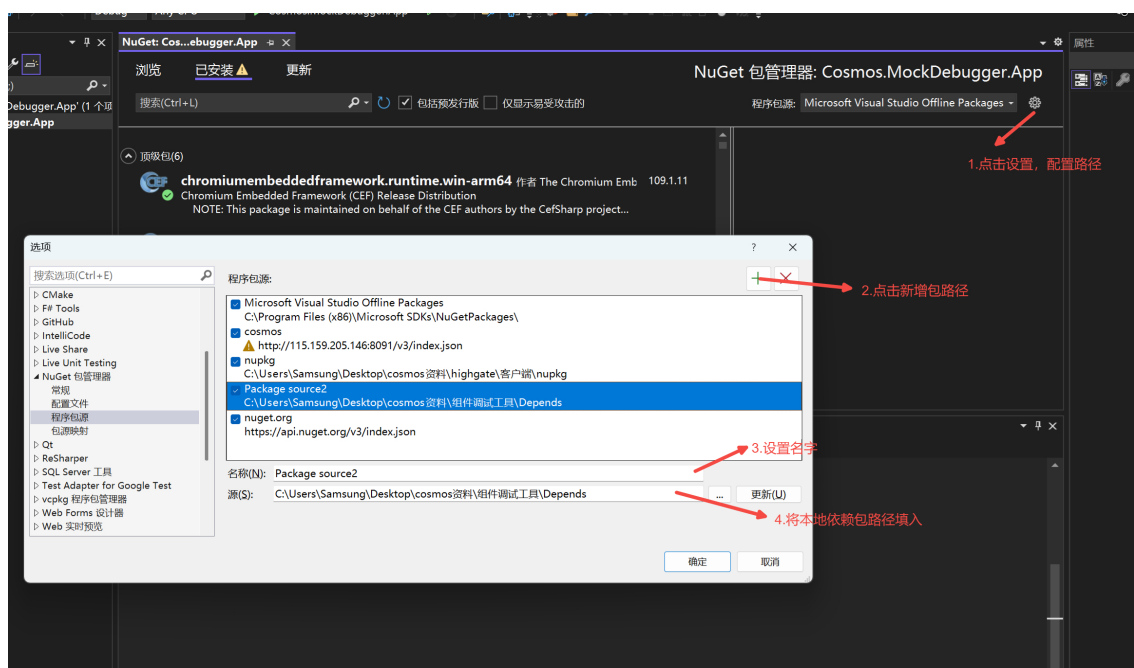 NuGet: Cos...ebugger.App
属性
浏览
已安装
更新
NuGet 包管理器: Cosmos.MockDebugger.App
搜索(Ctrl+L)
包括预发行版
仅显示易受攻击的
程序包源: Microsoft Visual Studio Offline Packages
Debugger.App' (1 个项
gger.App
1.点击设置，配置路径
顶级包(6)
chromiumembeddedframework.runtime.win-arm64 作者 The Chromium Emb 109.1.11
Chromium Embedded Framework (CEF) Release Distribution
NOTE: This package is maintained on behalf of the CEF authors by the CefSharp project...
选项
搜索选项(Ctrl+E)
程序包源:
2.点击新增包路径
CMake
F# Tools
GitHub
IntelliCode
Live Share
Live Unit Testing
NuGet 包管理器
常规
配置文件
程序包源
包源映射
Qt
ReSharper
SQL Server 工具
Test Adapter for Google Test
vcpkg 程序包管理器
Web Forms 设计器
Web 实时预览
Microsoft Visual Studio Offline Packages
C:\Program Files (x86)\Microsoft SDKs\NuGetPackages\
cosmos
http://115.159.205.146:8091/v3/index.json
nupkg
C:\Users\Samsung\Desktop\cosmos资料\highgate\客户端\nupkg
Package source2
C:\Users\Samsung\Desktop\cosmos资料\组件调试工具\Depends
nuget.org
https://api.nuget.org/v3/index.json
3.设置名字
名称(N): Package source2
源(S): C:\Users\Samsung\Desktop\cosmos资料\组件调试工具\Depends
...
更新(U)
4.将本地依赖包路径填入
确定
取消